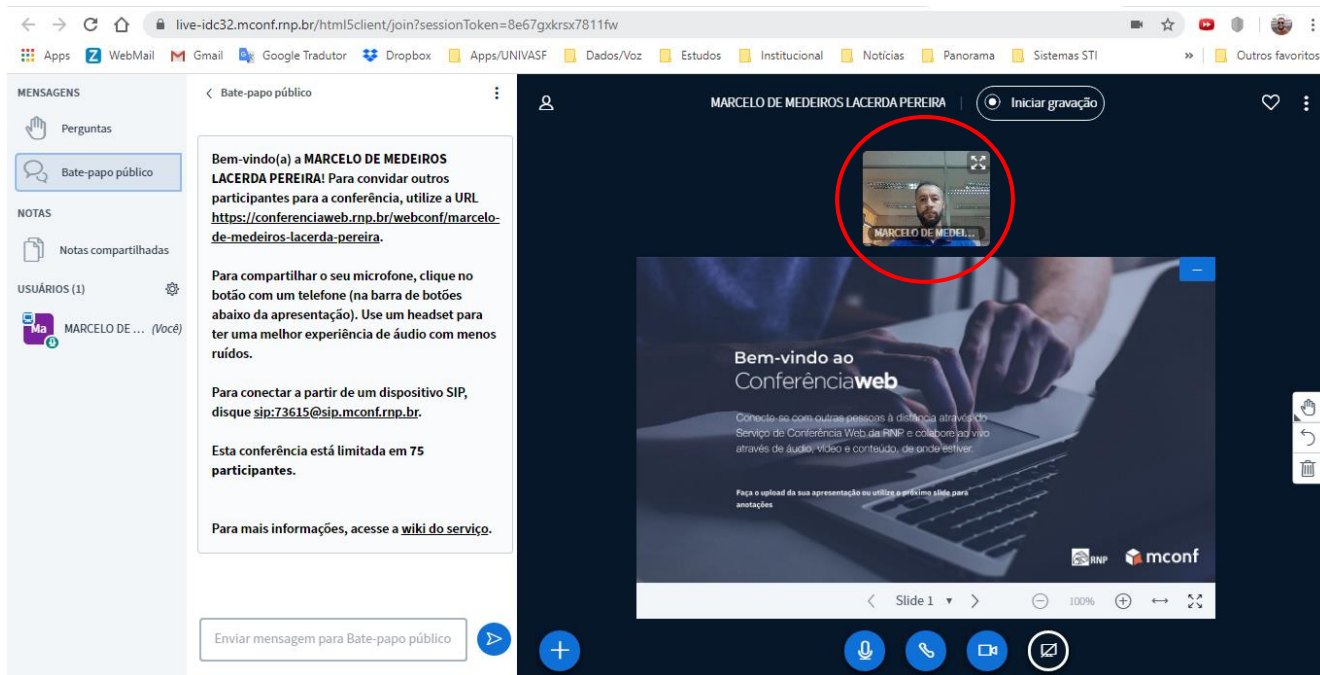 live-idc32.mconf.rnp.br/html5client/join?sessionToken=8e67gxkrsx7811fw
Apps
WebMail
Gmail
Google Tradutor
Dropbox
Apps/UNIVASF
Dados/Voz
Estudos
Institucional
Notícias
Panorama
Sistemas STI
»
Outros favoritos
MENSAGENS
Perguntas
Bate-papo público
NOTAS
Notas compartilhadas
USUÁRIOS (1)
Ma
MARCELO DE ... (Você)
Bate-papo público
Bem-vindo(a) a MARCELO DE MEDEIROS
LACERDA PEREIRA! Para convidar outros
participantes para a conferência, utilize a URL
https://conferenciaweb.rnp.br/webconf/marcelo-
de-medeiros-lacerda-pereira.
Para compartilhar o seu microfone, clique no
botão com um telefone (na barra de botões
abaixo da apresentação). Use um headset para
ter uma melhor experiência de áudio com menos
ruídos.
Para conectar a partir de um dispositivo SIP,
disque sip:73615@sip.mconf.rnp.br.
Esta conferência está limitada em 75
participantes.
Para mais informações, acesse a wiki do serviço.
Enviar mensagem para Bate-papo público
MARCELO DE MEDEIROS LACERDA PEREIRA
Iniciar gravação
MARCELO DE MEDEI...
Bem-vindo ao
Conferênciaweb
Conecte-se com outras pessoas à distância através do
Serviço de Conferência Web da RNP e colabore ao vivo
através de áudio, vídeo e conteúdo, de onde estiver.
Faça o upload da sua apresentação ou utilize o próximo slide para
anotações
RNP
mconf
Slide 1
100%